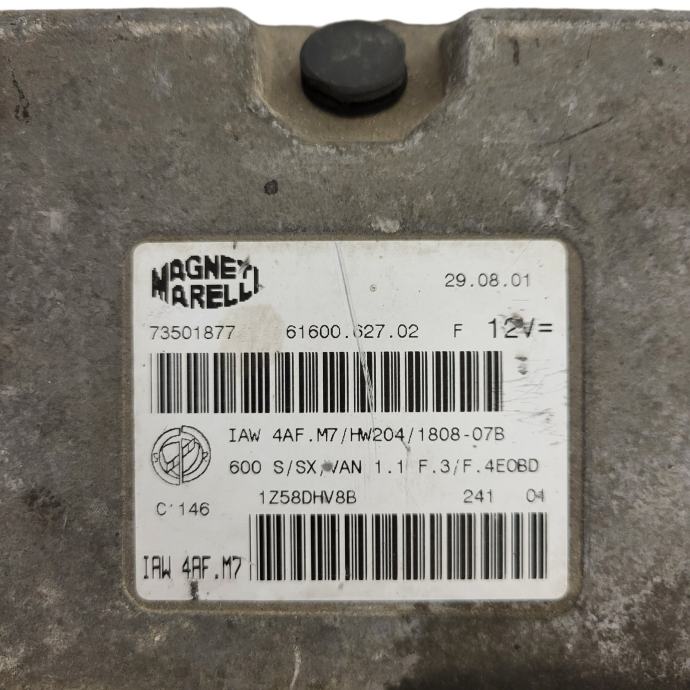 MAGNETI
MARELLI
29.08.01
73501877 61600.627.02 F 12V=
IAW 4AF.M7/HW204/1808-07B
600 S/SX/VAN 1.1 F.3/F.4EOBD
C 146 1Z58DHV8B 241 04
IAW 4AF.M7